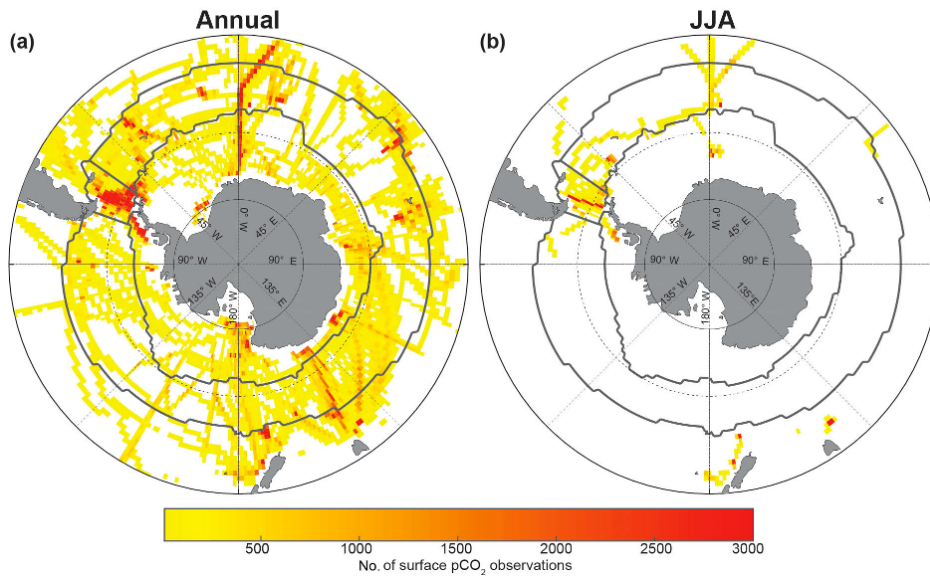 Annual
JJA
(a)
(b)
45° W
0° W
45° E
90° W
90° E
135° W
180° W
135°E
45° W
0° W
45° E
90° W
90° E
135° W
180° W
135°E
500
1000
1500
2000
2500
3000
No. of surface pCO₂ observations